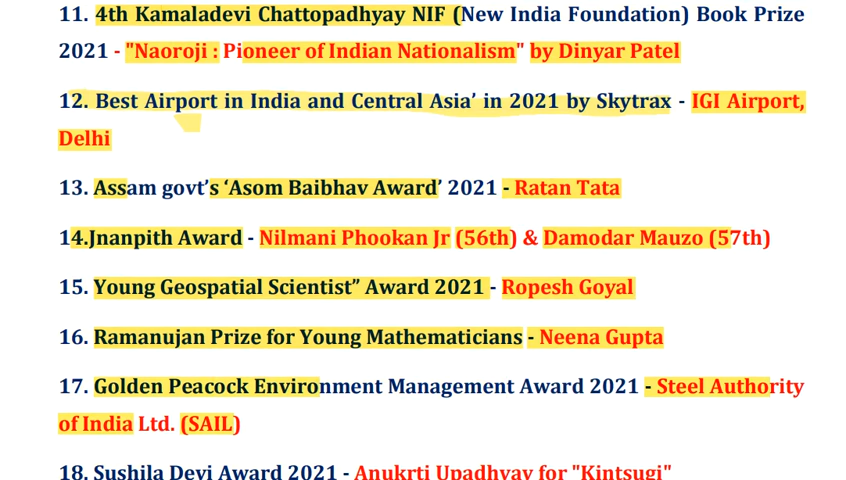 11. 4th Kamaladevi Chattopadhyay NIF (New India Foundation) Book Prize
2021 - "Naoroji : Pioneer of Indian Nationalism" by Dinyar Patel
12. Best Airport in India and Central Asia’ in 2021 by Skytrax - IGI Airport,
Delhi
13. Assam govt’s ‘Asom Baibhav Award’ 2021 - Ratan Tata
14.Jnanpith Award - Nilmani Phookan Jr (56th) & Damodar Mauzo (57th)
15. Young Geospatial Scientist” Award 2021 - Ropesh Goyal
16. Ramanujan Prize for Young Mathematicians - Neena Gupta
17. Golden Peacock Environment Management Award 2021 - Steel Authority
of India Ltd. (SAIL)
18. Sushila Devi Award 2021 - Anukrti Upadhyay for "Kintsugi"